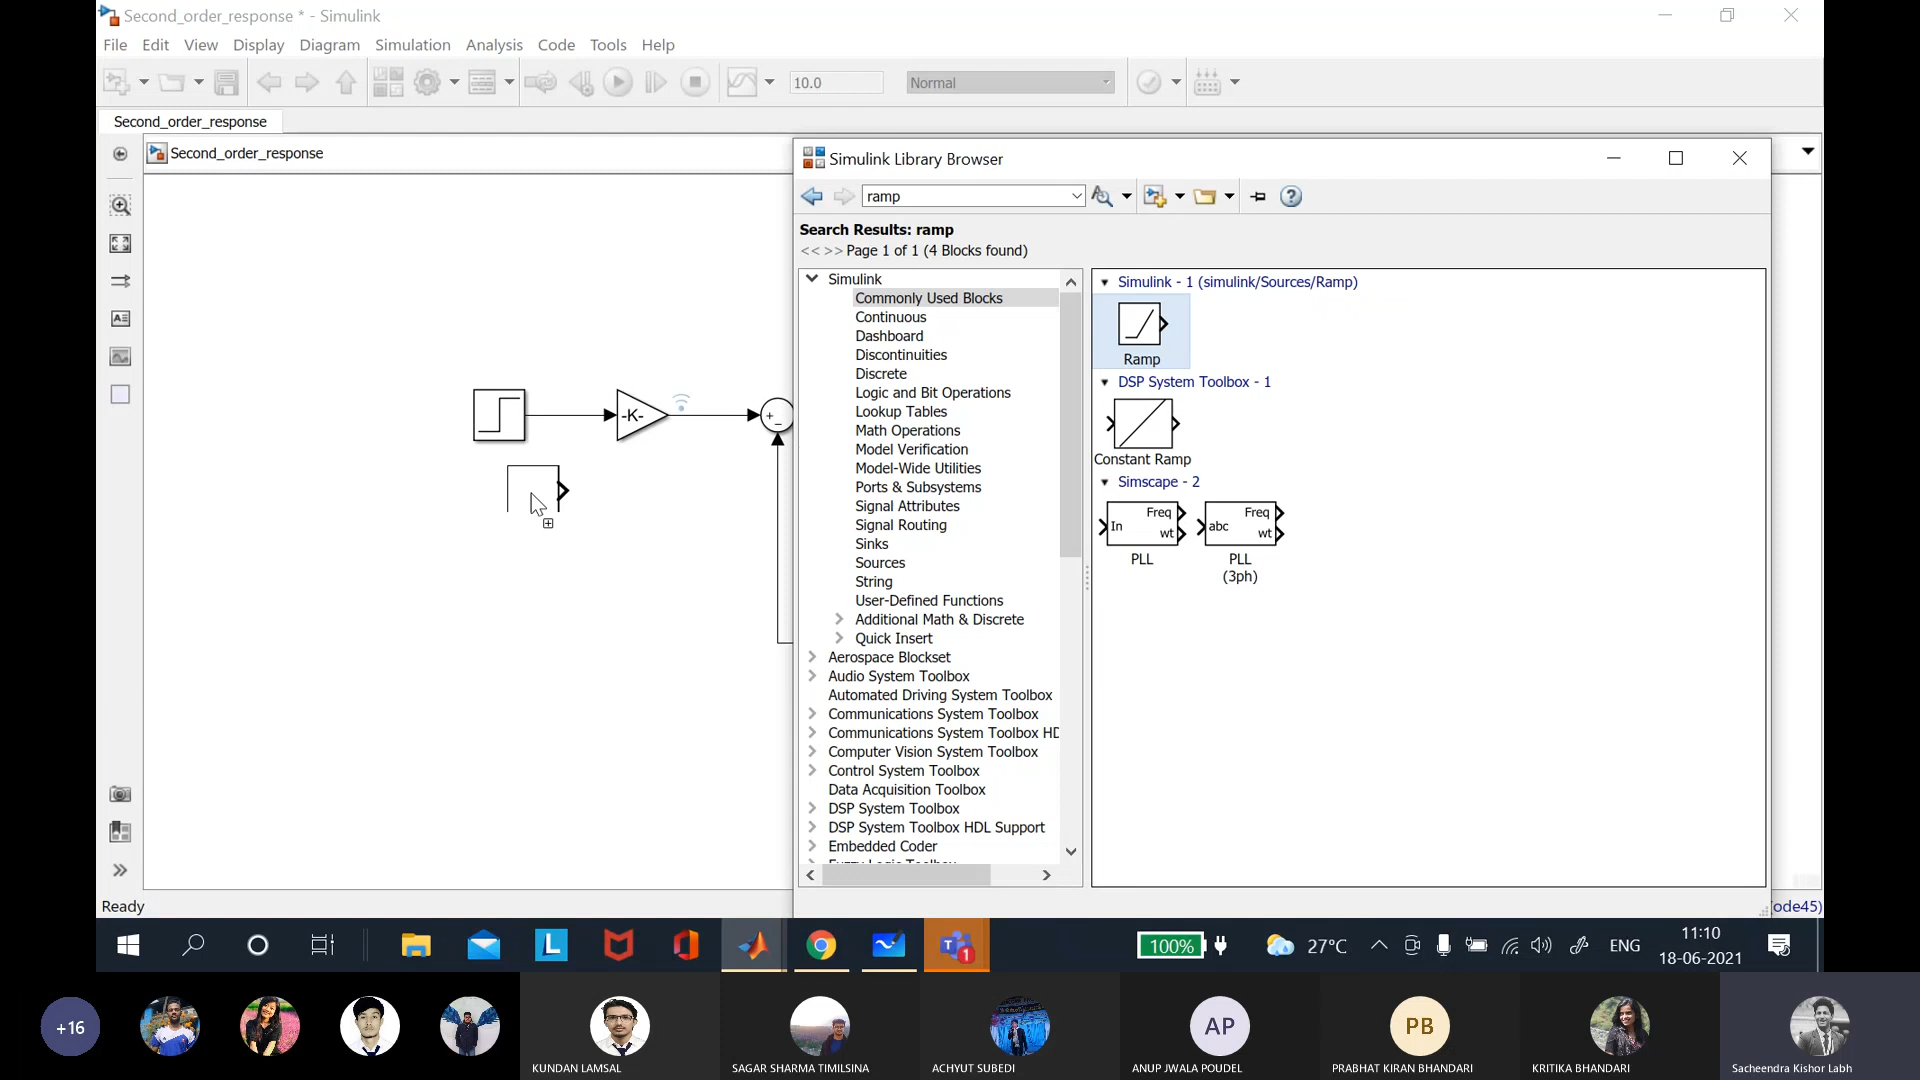 Second_order_response * - Simulink
File Edit View Display Diagram Simulation Analysis Code Tools Help
10.0
Normal
Second_order_response
Second_order_response
Simulink Library Browser
ramp
Search Results: ramp
<< >> Page 1 of 1 (4 Blocks found)
Simulink
Commonly Used Blocks
Continuous
Dashboard
Discontinuities
Discrete
Logic and Bit Operations
Lookup Tables
Math Operations
Model Verification
Model-Wide Utilities
Ports & Subsystems
Signal Attributes
Signal Routing
Sinks
Sources
String
User-Defined Functions
Additional Math & Discrete
Quick Insert
Aerospace Blockset
Audio System Toolbox
Automated Driving System Toolbox
Communications System Toolbox
Communications System Toolbox HD
Computer Vision System Toolbox
Control System Toolbox
Data Acquisition Toolbox
DSP System Toolbox
DSP System Toolbox HDL Support
Embedded Coder
Simulink - 1 (simulink/Sources/Ramp)
Ramp
DSP System Toolbox - 1
Constant Ramp
Simscape - 2
In Freq wt
PLL
abc Freq wt
PLL
(3ph)
-K-
Ready
ode45)
100%
27°C
ENG
11:10
18-06-2021
+16
KUNDAN LAMSAL
SAGAR SHARMA TIMILSINA
ACHYUT SUBEDI
AP
ANUP JWALA POUDEL
PB
PRABHAT KIRAN BHANDARI
KRITIKA BHANDARI
Sacheendra Kishor Labh